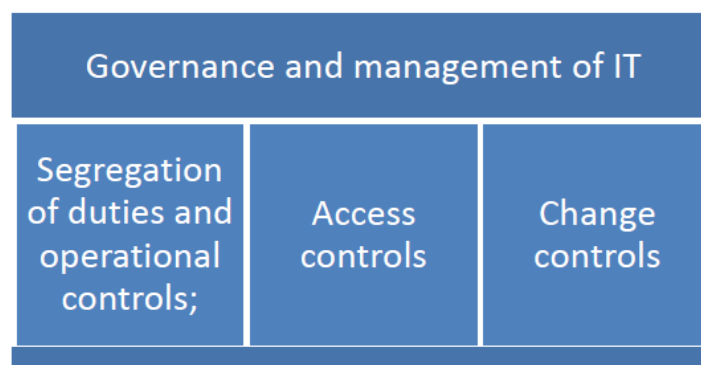 Governance and management of IT
Segregation
of duties and
operational
controls;
Access
controls
Change
controls